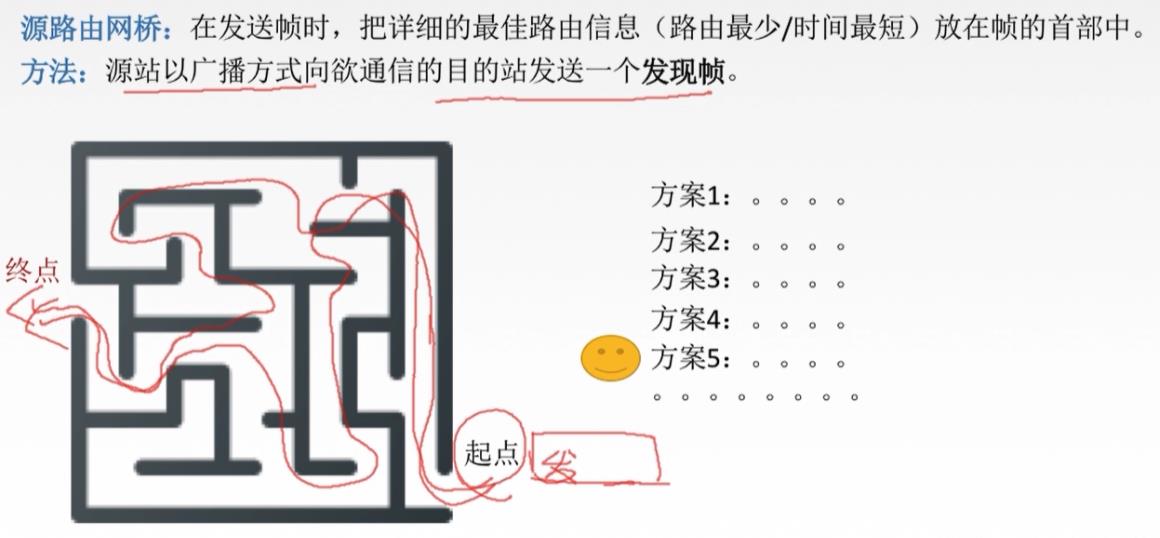 源路由网桥：在发送帧时，把详细的最佳路由信息（路由最少/时间最短）放在帧的首部中。
方法：源站以广播方式向欲通信的目的站发送一个发现帧。
方案1：。。。。
方案2：。。。。
终点
方案3：。。。。
方案4：。。。。
方案5：。。。。
。。。。。。。。
起点
发